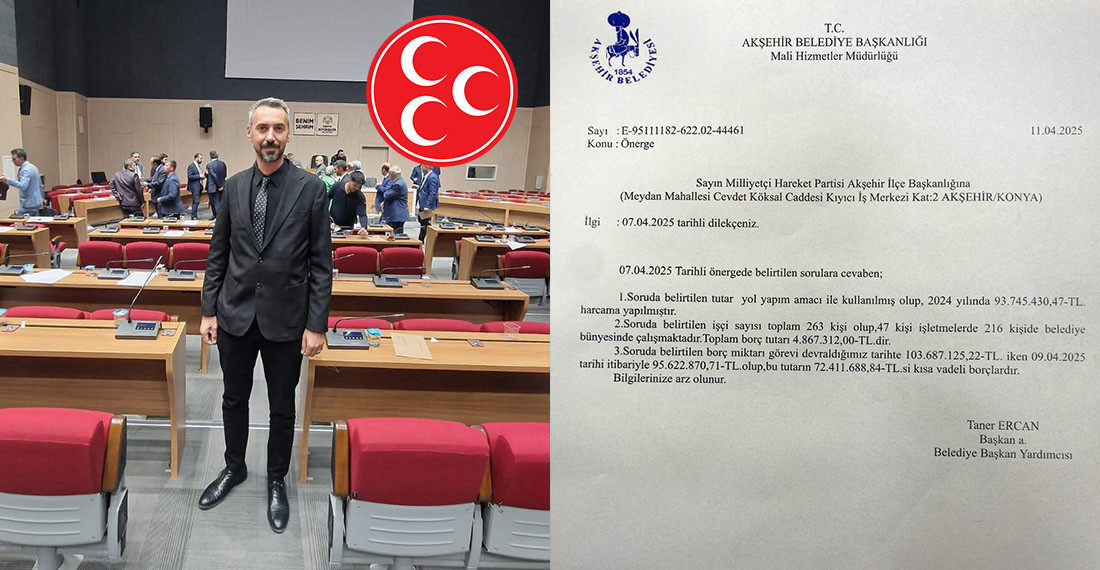 BENİM
ŞEHRİM
AKŞEHİR BELEDİYESİ
1854
T.C.
AKŞEHİR BELEDİYE BAŞKANLIĞI
Mali Hizmetler Müdürlüğü
Sayı : E-95111182-622.02-44461
11.04.2025
Konu : Önerge
Sayın Milliyetçi Hareket Partisi Akşehir İlçe Başkanlığına
(Meydan Mahallesi Cevdet Köksal Caddesi Kıyıcı İş Merkezi Kat:2 AKŞEHİR/KONYA)
İlgi : 07.04.2025 tarihli dilekçeniz.
07.04.2025 Tarihli önergede belirtilen sorulara cevaben;
1.Soruda belirtilen tutar yol yapım amacı ile kullanılmış olup, 2024 yılında 93.745.430,47-TL.
harcama yapılmıştır.
2.Soruda belirtilen işçi sayısı toplam 263 kişi olup,47 kişi işletmelerde 216 kişide belediye
bünyesinde çalışmaktadır.Toplam borç tutarı 4.867.312,00-TL.dir.
3.Soruda belirtilen borç miktarı görevi devraldığımız tarihte 103.687.125,22-TL. iken 09.04.2025
tarihi itibariyle 95.622.870,71-TL.olup,bu tutarın 72.411.688,84-TL.si kısa vadeli borçlardır.
Bilgilerinize arz olunur.
Taner ERCAN
Başkan a.
Belediye Başkan Yardımcısı